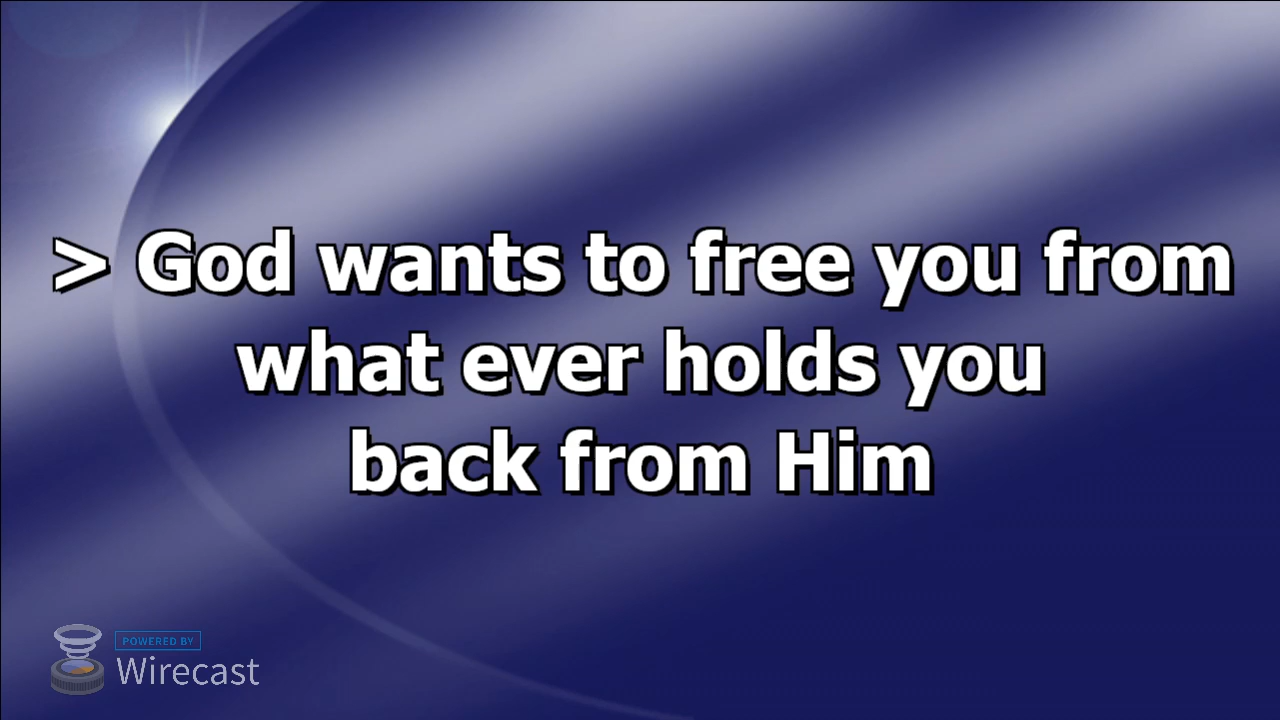 > God wants to free you from
what ever holds you
back from Him
POWERED BY
Wirecast